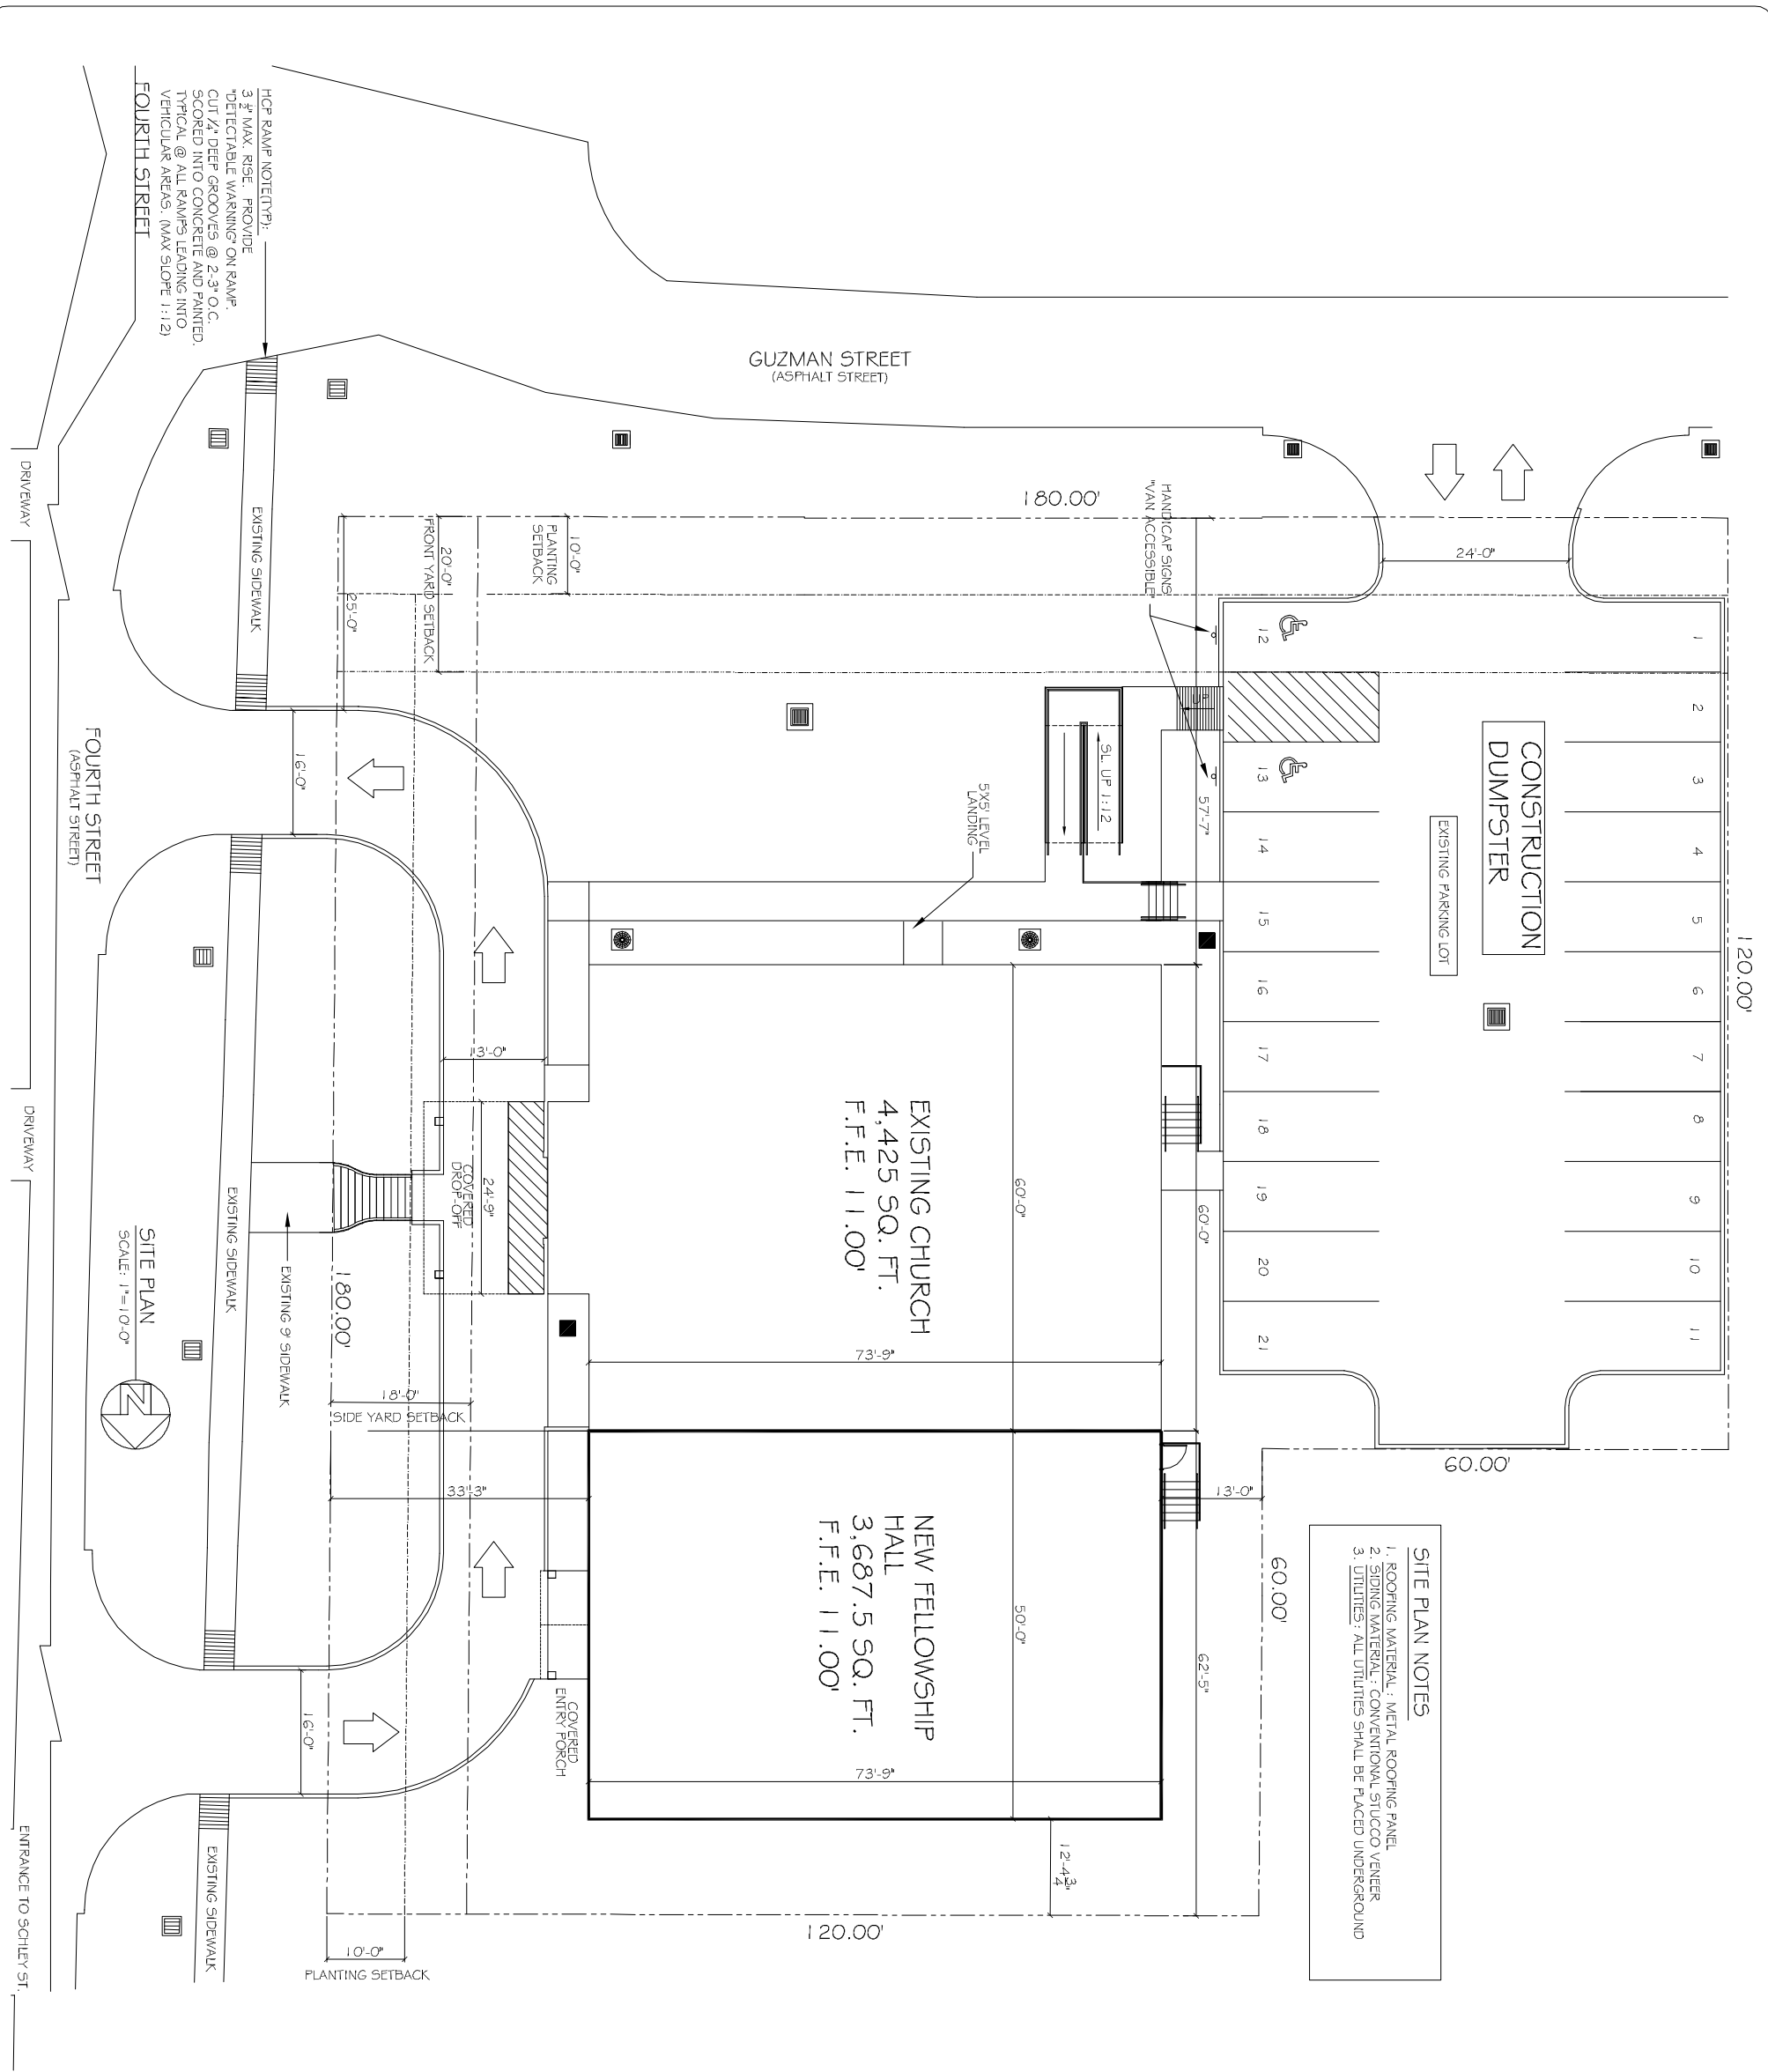 HCP RAMP NOTE(TYP):
3 ½" MAX. RISE. PROVIDE
"DETECTABLE WARNING" ON RAMP.
CUT ¼" DEEP GROOVES @ 2-3" O.C.
SCORED INTO CONCRETE AND PAINTED.
TYPICAL @ ALL RAMPS LEADING INTO
VEHICULAR AREAS. (MAX SLOPE 1:12)
FOURTH STREET
GUZMAN STREET
(ASPHALT STREET)
DRIVEWAY
EXISTING SIDEWALK
25'-0"
20'-0"
FRONT YARD SETBACK
10'-0"
PLANTING
SETBACK
180.00'
HANDICAP SIGNS
"VAN ACCESSIBLE"
24'-0"
12
1
2
3
4
5
6
7
8
9
10
11
13
14
15
16
17
18
19
20
21
CONSTRUCTION
DUMPSTER
EXISTING PARKING LOT
120.00'
UP
SL. UP 1:12
57'-7"
5'X5' LEVEL
LANDING
FOURTH STREET
(ASPHALT STREET)
16'-0"
13'-0"
24'-9"
COVERED
DROP-OFF
EXISTING CHURCH
4,425 SQ. FT.
F.F.E. 11.00'
60'-0"
60'-0"
73'-9"
DRIVEWAY
EXISTING SIDEWALK
EXISTING 9' SIDEWALK
180.00'
18'-0"
SIDE YARD SETBACK
SITE PLAN
SCALE: 1"=10'-0"
N
33'-3"
13'-0"
60.00'
60.00'
NEW FELLOWSHIP
HALL
3,687.5 SQ. FT.
F.F.E. 11.00'
50'-0"
62'-5"
73'-9"
COVERED
ENTRY PORCH
16'-0"
12'-4¾"
120.00'
10'-0"
PLANTING SETBACK
EXISTING SIDEWALK
ENTRANCE TO SCHLEY ST.
SITE PLAN NOTES
1. ROOFING MATERIAL : METAL ROOFING PANEL
2. SIDING MATERIAL : CONVENTIONAL STUCCO VENEER
3. UTILITIES : ALL UTILITIES SHALL BE PLACED UNDERGROUND